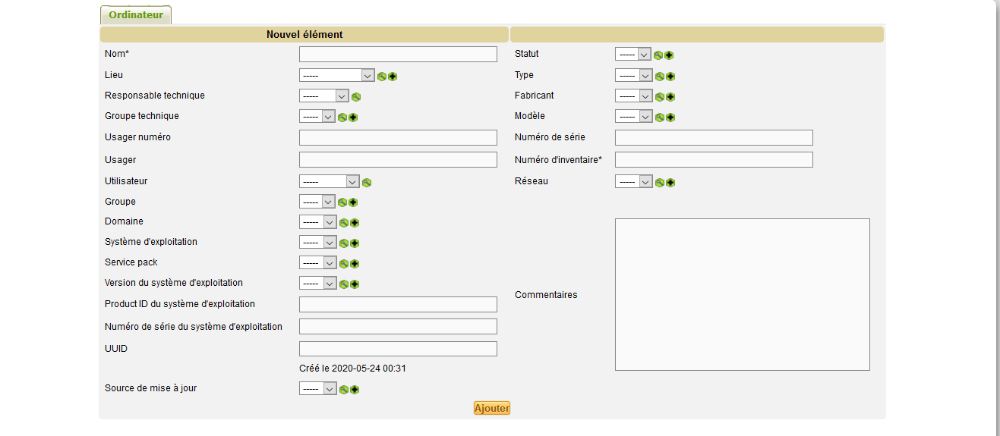 Ordinateur
Nouvel élément
Nom*
Statut -----
Lieu -----
Type -----
Responsable technique -----
Fabricant -----
Groupe technique -----
Modèle -----
Usager numéro
Numéro de série
Usager
Numéro d'inventaire*
Utilisateur -----
Réseau -----
Groupe -----
Domaine -----
Système d'exploitation -----
Service pack -----
Version du système d'exploitation -----
Commentaires
Product ID du système d'exploitation
Numéro de série du système d'exploitation
UUID
Créé le 2020-05-24 00:31
Source de mise à jour -----
Ajouter